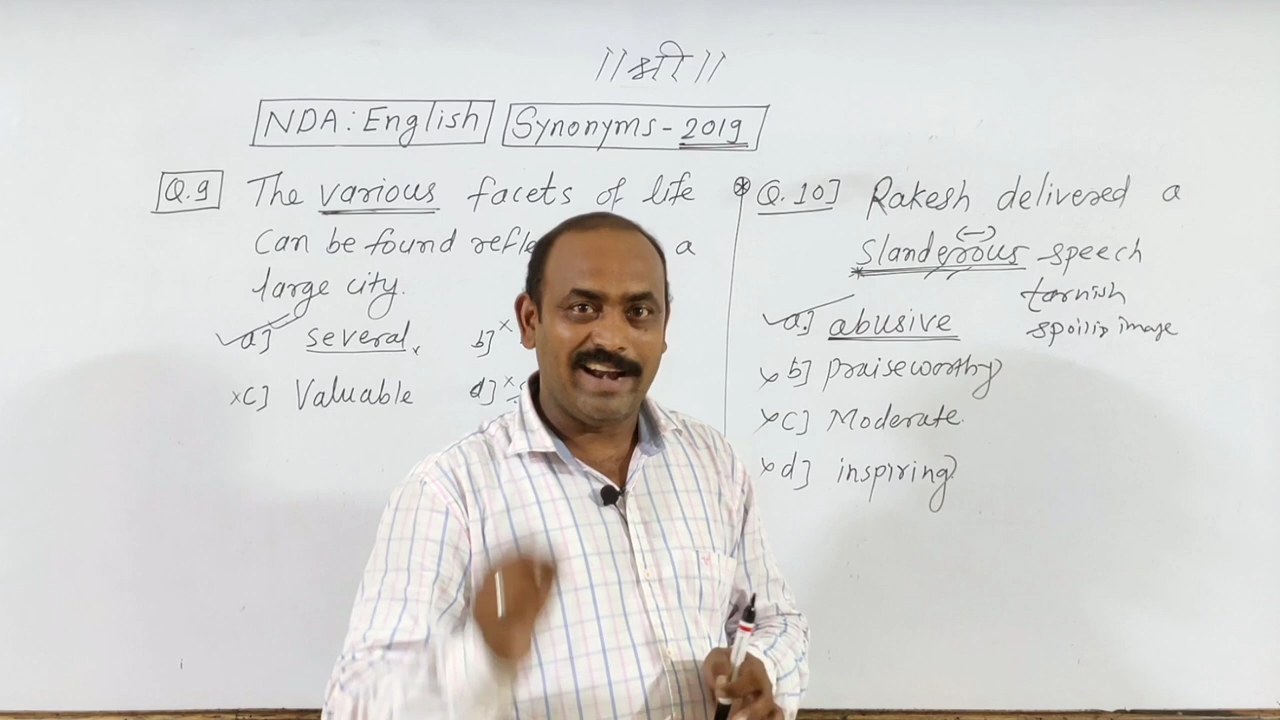 ||श्री||
NDA: English
Synonyms - 2019
Q.9 The various facets of life
can be found refle a
large city.
a] several b]
c] Valuable d]
Q.10] Rakesh delivered a
Slanderous speech
tarnish
a.] abusive
image
b] praiseworthy
c] Moderate
d] inspiring